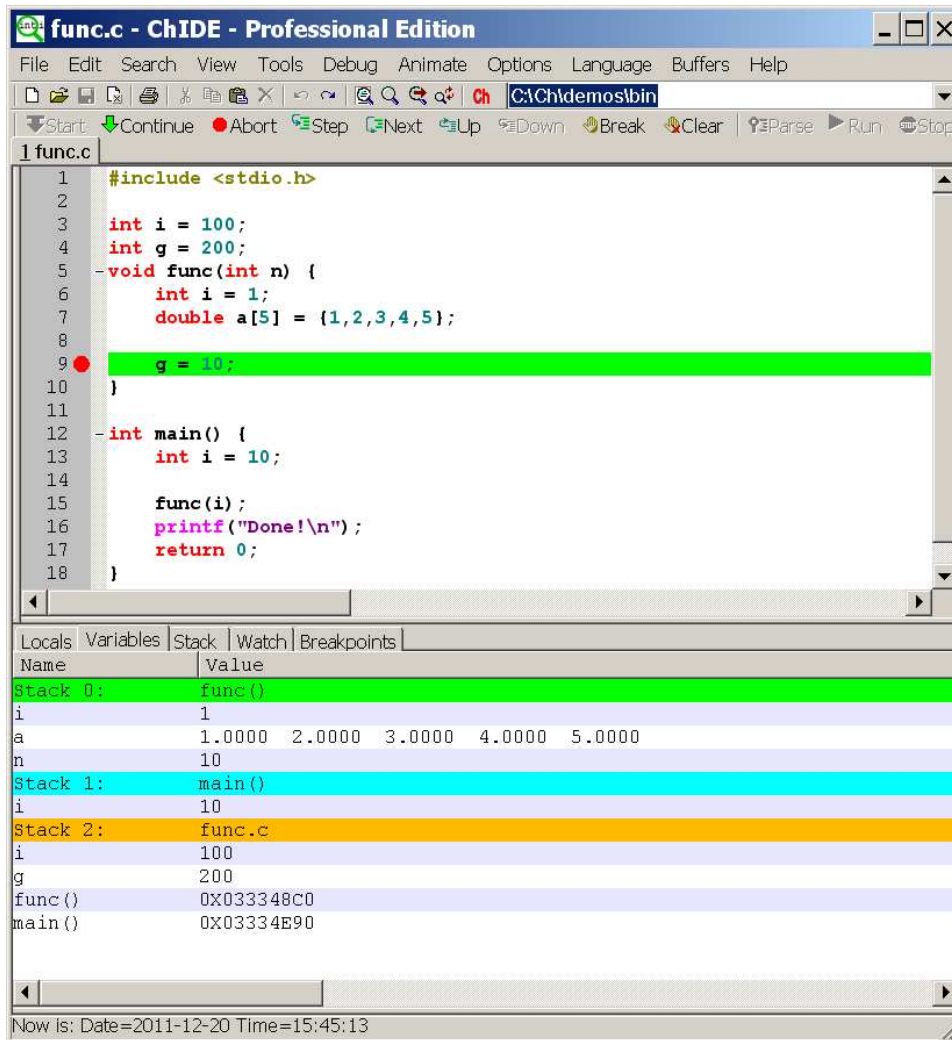 func.c - ChIDE - Professional Edition
File Edit Search View Tools Debug Animate Options Language Buffers Help
Ch C:\Ch\demos\bin
Start Continue Abort Step Next Up Down Break Clear Parse Run Stop
1 func.c
1 #include <stdio.h>
2
3 int i = 100;
4 int g = 200;
5 -void func(int n) {
6 int i = 1;
7 double a[5] = {1,2,3,4,5};
8
9 g = 10;
10 }
11
12 -int main() {
13 int i = 10;
14
15 func(i);
16 printf("Done!\n");
17 return 0;
18 }
Locals Variables Stack Watch Breakpoints
Name Value
Stack 0: func()
i 1
a 1.0000 2.0000 3.0000 4.0000 5.0000
n 10
Stack 1: main()
i 10
Stack 2: func.c
i 100
g 200
func() 0X033348C0
main() 0X03334E90
Now is: Date=2011-12-20 Time=15:45:13